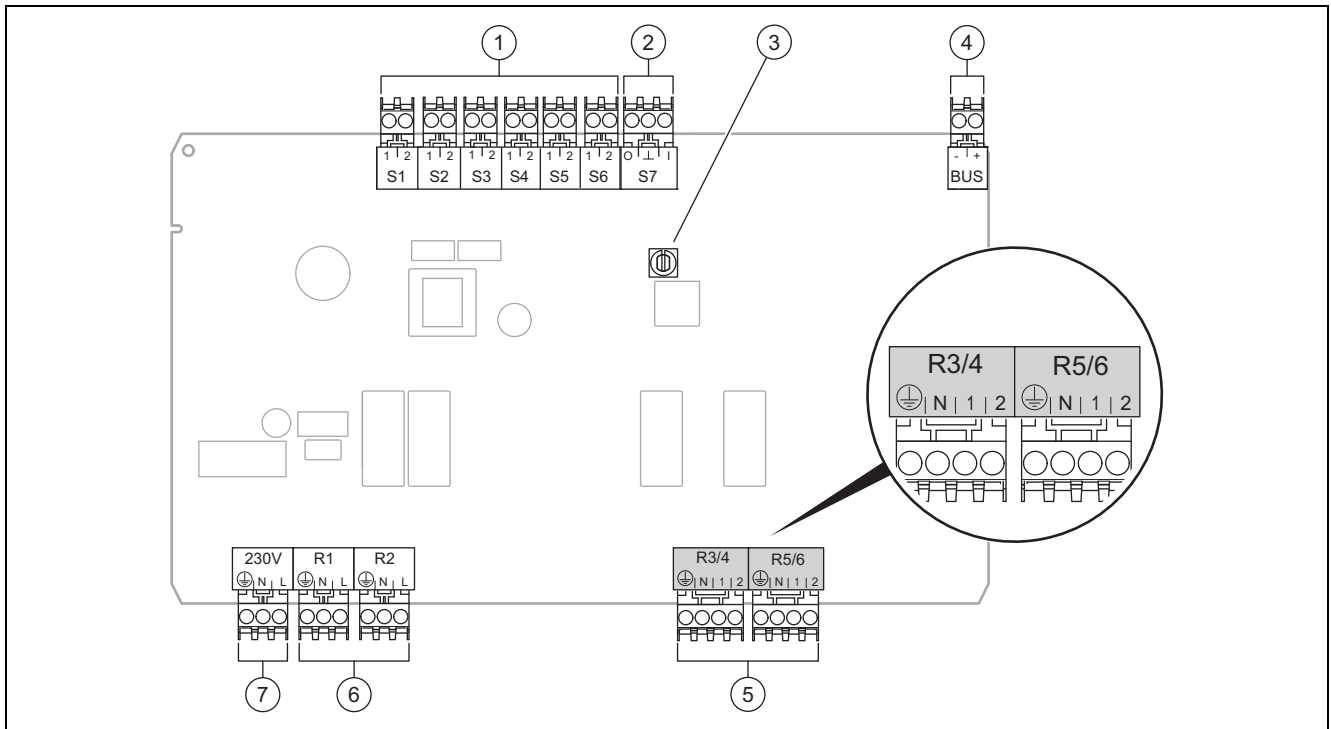 1 2 3 4
1 2 1 2 1 2 1 2 1 2 1 2 O ⊥ I - +
S1 S2 S3 S4 S5 S6 S7 BUS
R3/4 R5/6
N 1 2 N 1 2
230V R1 R2 R3/4 R5/6
N L N L N L N 1 2 N 1 2
7 6 5